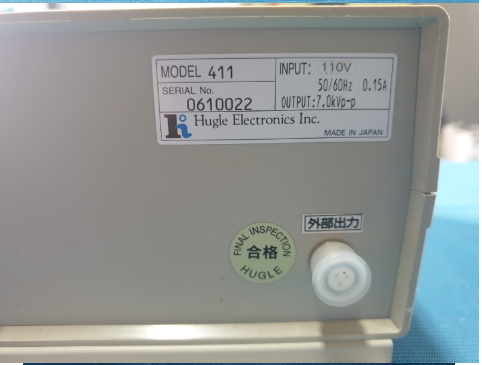 MODEL 411
SERIAL No.
0610022
INPUT: 110V
50/60Hz 0.15A
OUTPUT:7.0kVp-p
Hugle Electronics Inc.
MADE IN JAPAN
外部出力
FINAL INSPECTION
合格
HUGLE